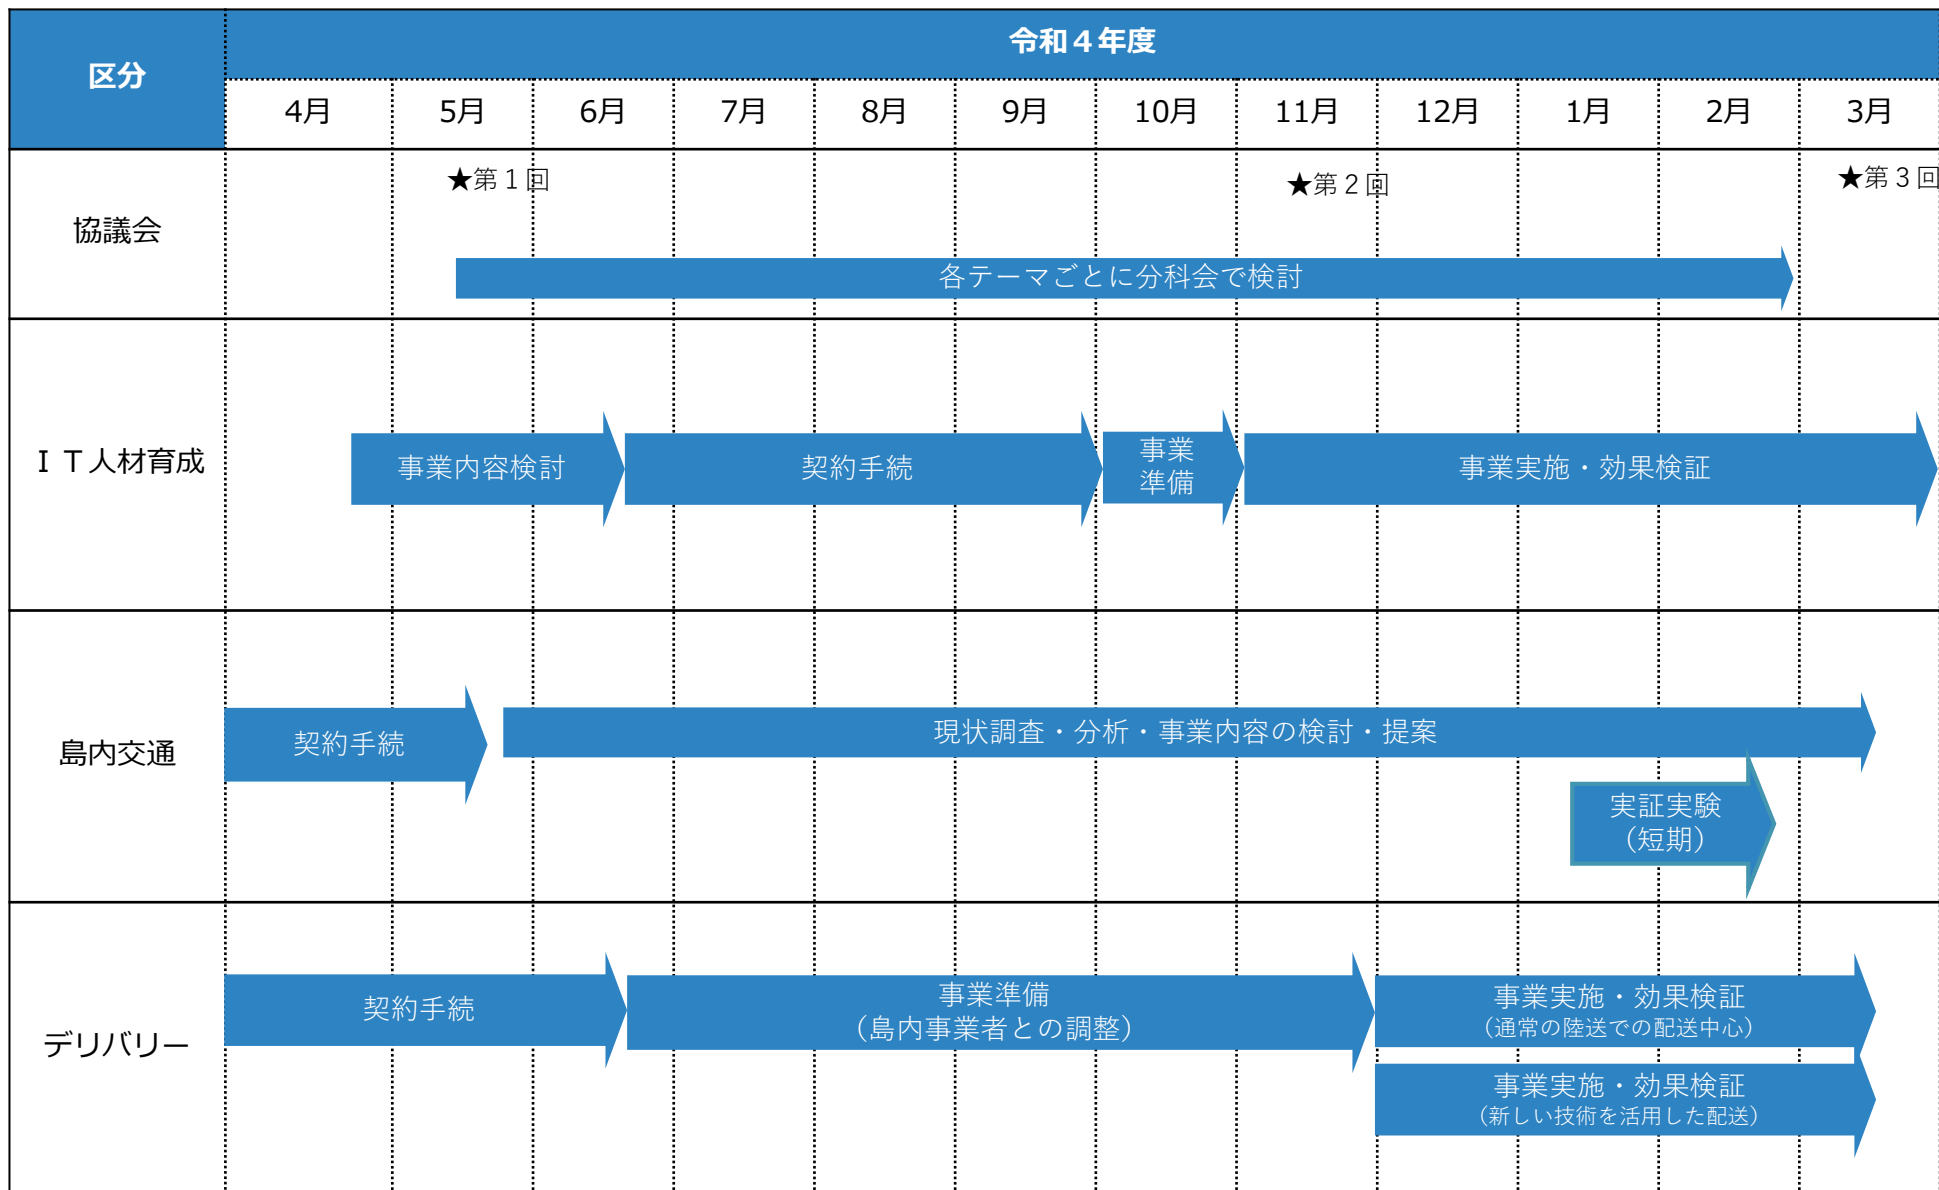 区分
令和４年度
4月
5月
6月
7月
8月
9月
10月
11月
12月
1月
2月
3月
協議会
★第１回
★第２回
★第３回
各テーマごとに分科会で検討
ＩＴ人材育成
事業内容検討
契約手続
事業
準備
事業実施・効果検証
島内交通
契約手続
現状調査・分析・事業内容の検討・提案
実証実験
（短期）
デリバリー
契約手続
事業準備
（島内事業者との調整）
事業実施・効果検証
（通常の陸送での配送中心）
事業実施・効果検証
（新しい技術を活用した配送）